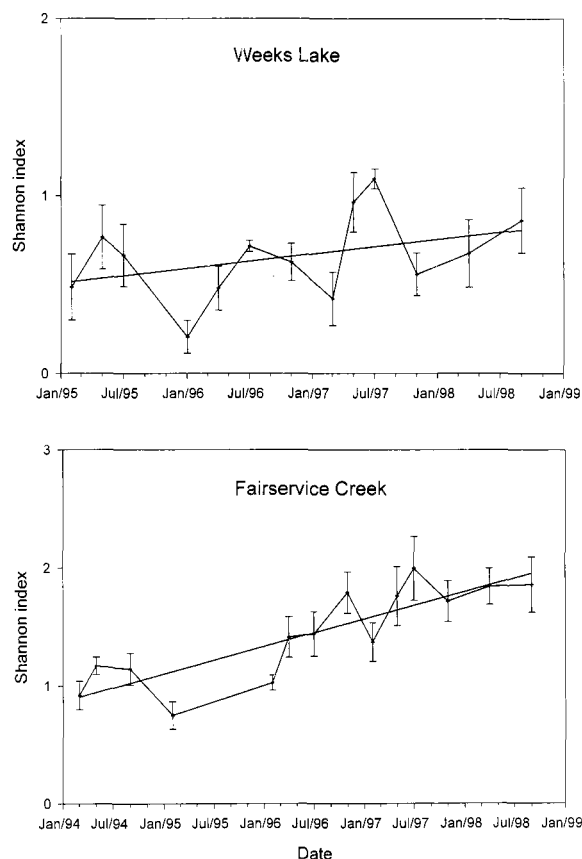 2
Weeks Lake
Shannon index
1
0
Jan/95 Jul/95 Jan/96 Jul/96 Jan/97 Jul/97 Jan/98 Jul/98 Jan/99
3
Fairservice Creek
2
Shannon index
1
0
Jan/94 Jul/94 Jan/95 Jul/95 Jan/96 Jul/96 Jan/97 Jul/97 Jan/98 Jul/98 Jan/99
Date